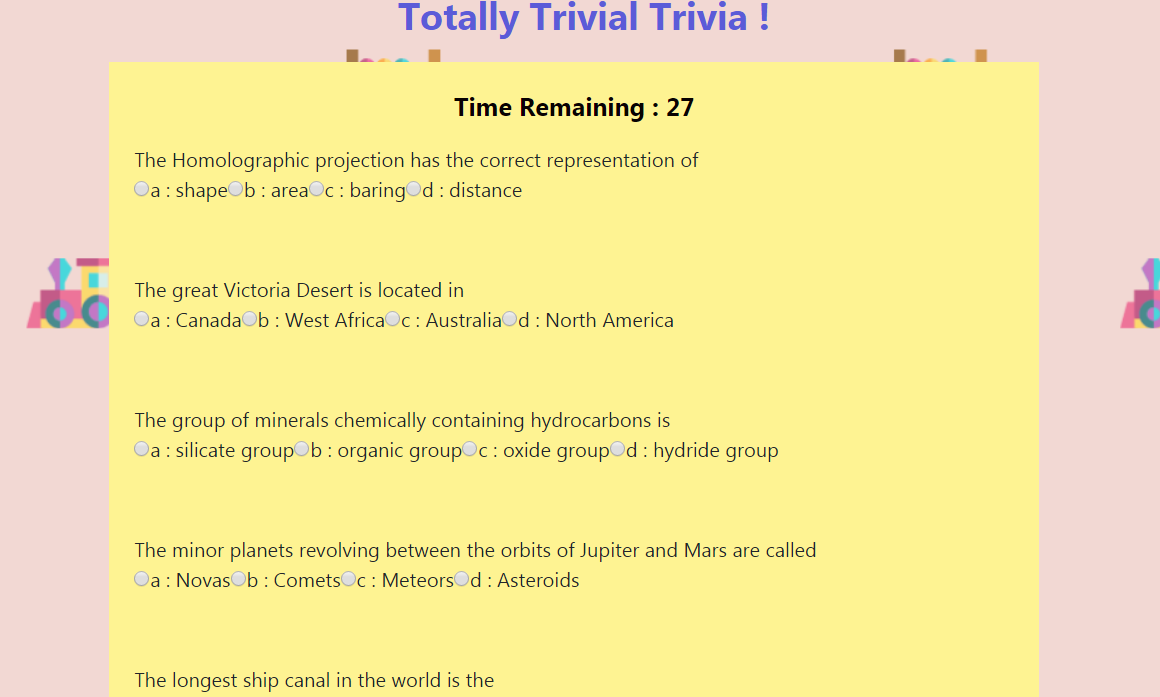 Totally Trivial Trivia !
Time Remaining : 27
The Homolographic projection has the correct representation of
a : shape b : area c : baring d : distance
The great Victoria Desert is located in
a : Canada b : West Africa c : Australia d : North America
The group of minerals chemically containing hydrocarbons is
a : silicate group b : organic group c : oxide group d : hydride group
The minor planets revolving between the orbits of Jupiter and Mars are called
a : Novas b : Comets c : Meteors d : Asteroids
The longest ship canal in the world is the